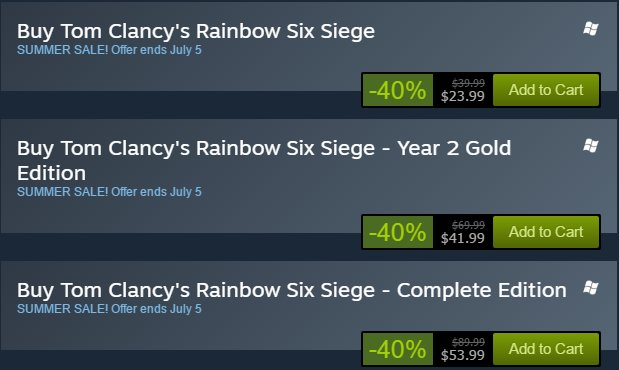 Buy Tom Clancy's Rainbow Six Siege
SUMMER SALE! Offer ends July 5
-40%
$39.99
$23.99
Add to Cart
Buy Tom Clancy's Rainbow Six Siege - Year 2 Gold
Edition
SUMMER SALE! Offer ends July 5
-40%
$69.99
$41.99
Add to Cart
Buy Tom Clancy's Rainbow Six Siege - Complete Edition
SUMMER SALE! Offer ends July 5
-40%
$89.99
$53.99
Add to Cart